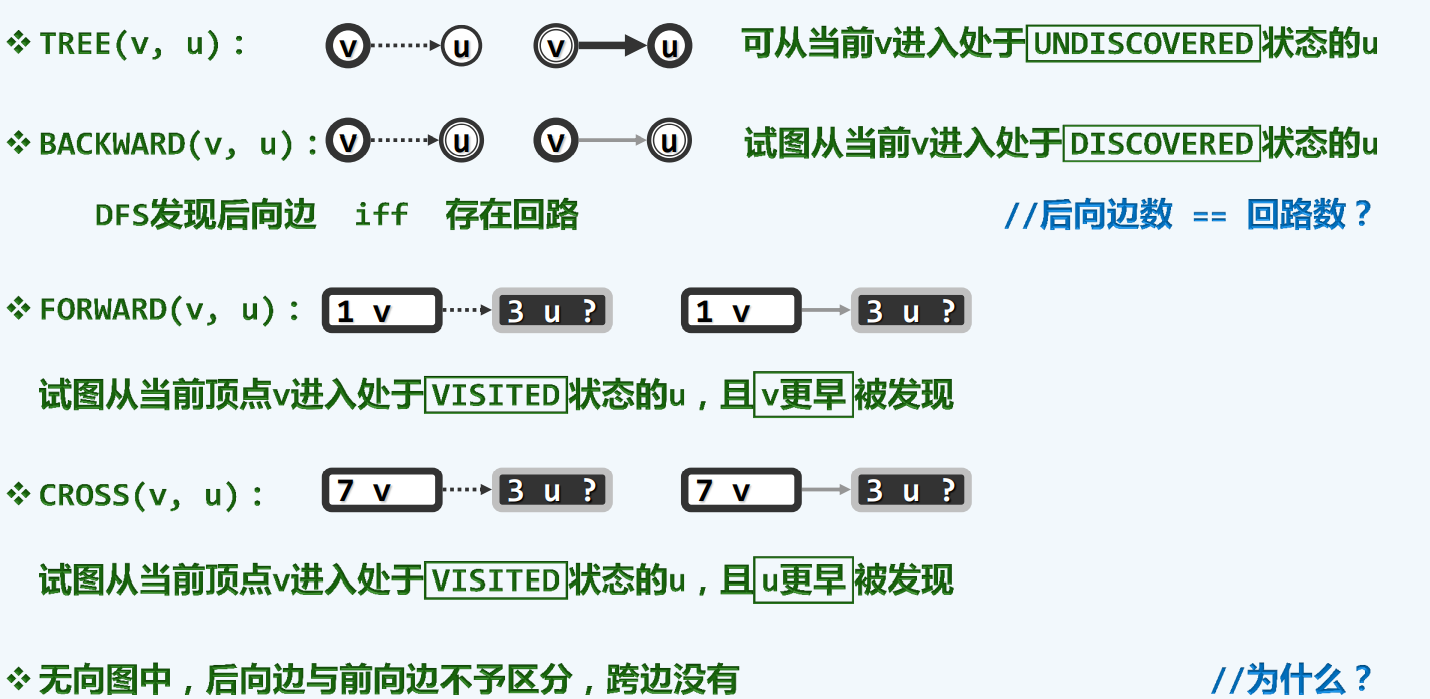 ❖ TREE(v, u): v u v u 可从当前v进入处于UNDISCOVERED状态的u
❖ BACKWARD(v, u): v u v u 试图从当前v进入处于DISCOVERED状态的u
DFS发现后向边 iff 存在回路 //后向边数 == 回路数？
❖ FORWARD(v, u): 1 v 3 u ? 1 v 3 u ?
试图从当前顶点v进入处于VISITED状态的u，且v更早被发现
❖ CROSS(v, u): 7 v 3 u ? 7 v 3 u ?
试图从当前顶点v进入处于VISITED状态的u，且u更早被发现
❖ 无向图中，后向边与前向边不予区分，跨边没有 //为什么？